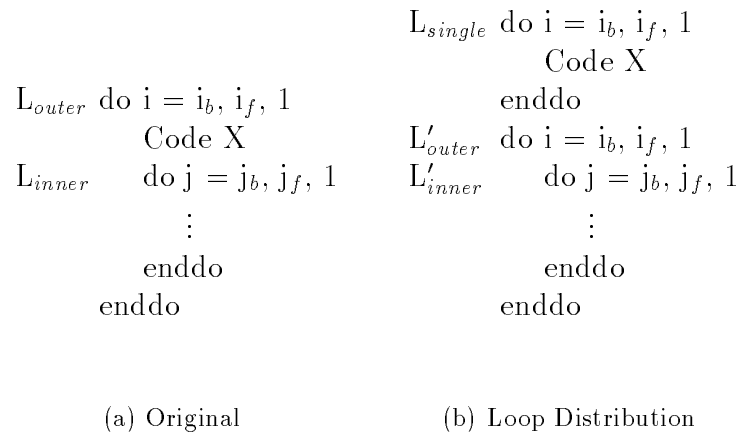 L_outer do i = i_b, i_f, 1
Code X
L_inner do j = j_b, j_f, 1
⋮
enddo
enddo
(a) Original
L_single do i = i_b, i_f, 1
Code X
enddo
L'_outer do i = i_b, i_f, 1
L'_inner do j = j_b, j_f, 1
⋮
enddo
enddo
(b) Loop Distribution